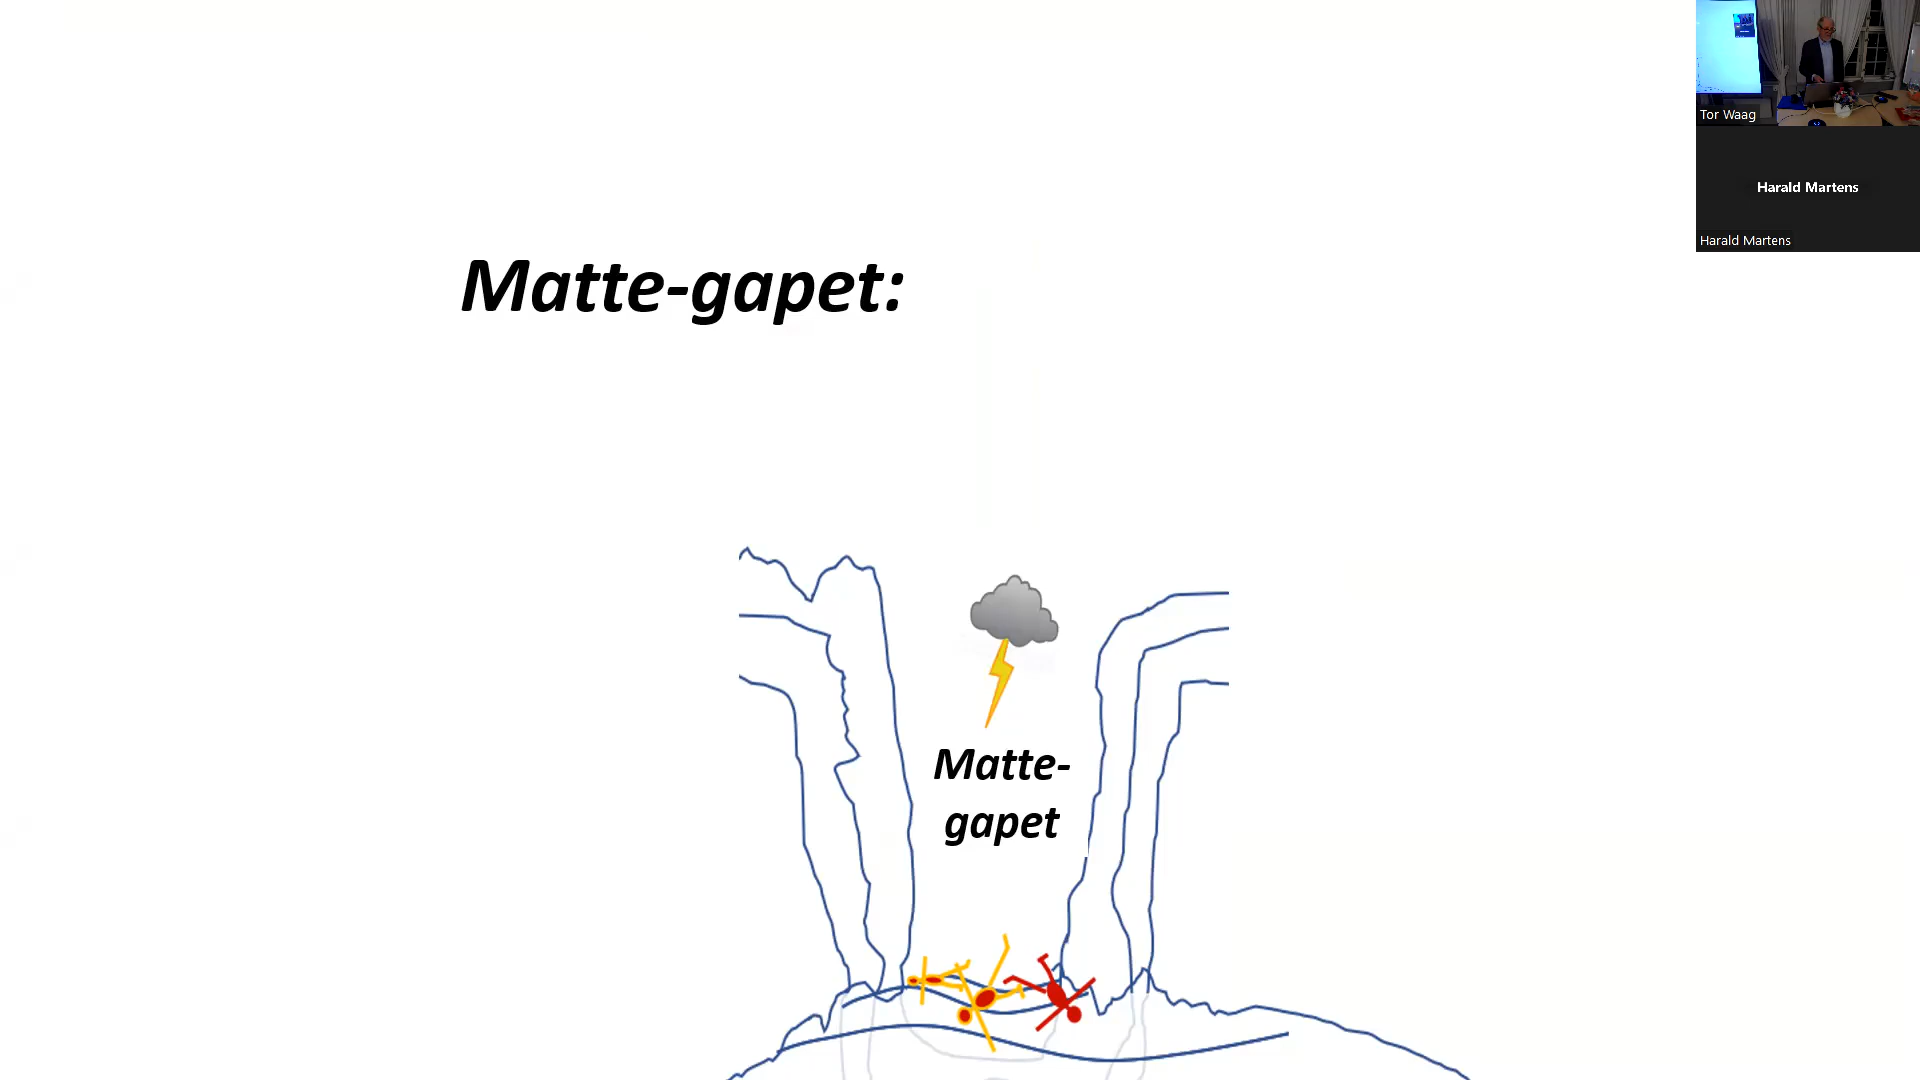 Matte-gapet:
Matte-
gapet
Tor Waag
Harald Martens
Harald Martens